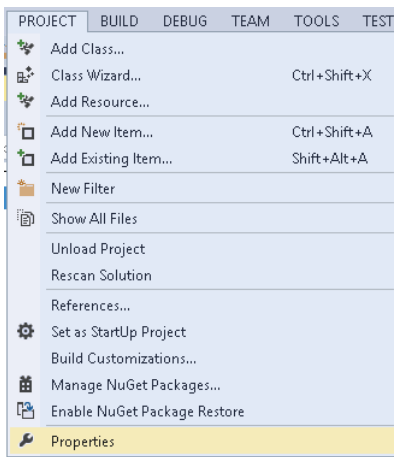 PROJECT BUILD DEBUG TEAM TOOLS TEST
Add Class...
Class Wizard... Ctrl+Shift+X
Add Resource...
Add New Item... Ctrl+Shift+A
Add Existing Item... Shift+Alt+A
New Filter
Show All Files
Unload Project
Rescan Solution
References...
Set as StartUp Project
Build Customizations...
Manage NuGet Packages...
Enable NuGet Package Restore
Properties